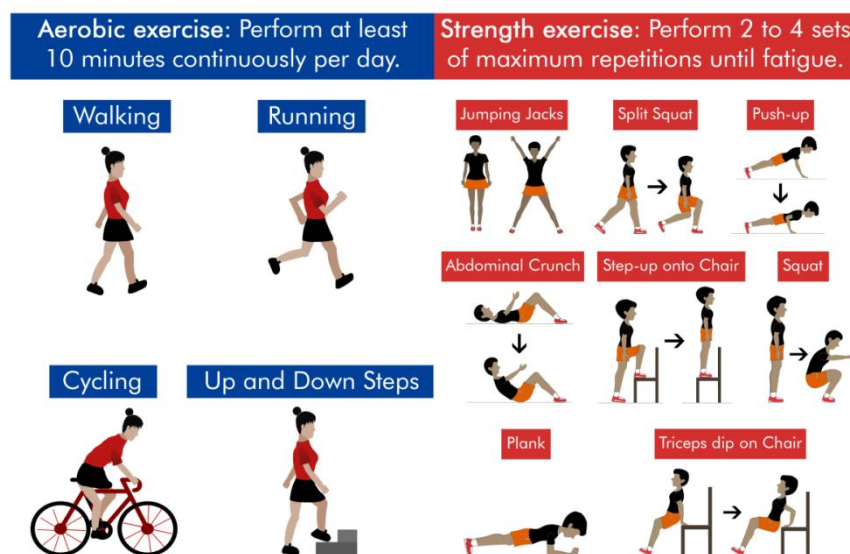 Aerobic exercise: Perform at least
10 minutes continuously per day.
Strength exercise: Perform 2 to 4 sets
of maximum repetitions until fatigue.
Walking
Running
Jumping Jacks
Split Squat
Push-up
Abdominal Crunch
Step-up onto Chair
Squat
Cycling
Up and Down Steps
Plank
Triceps dip on Chair